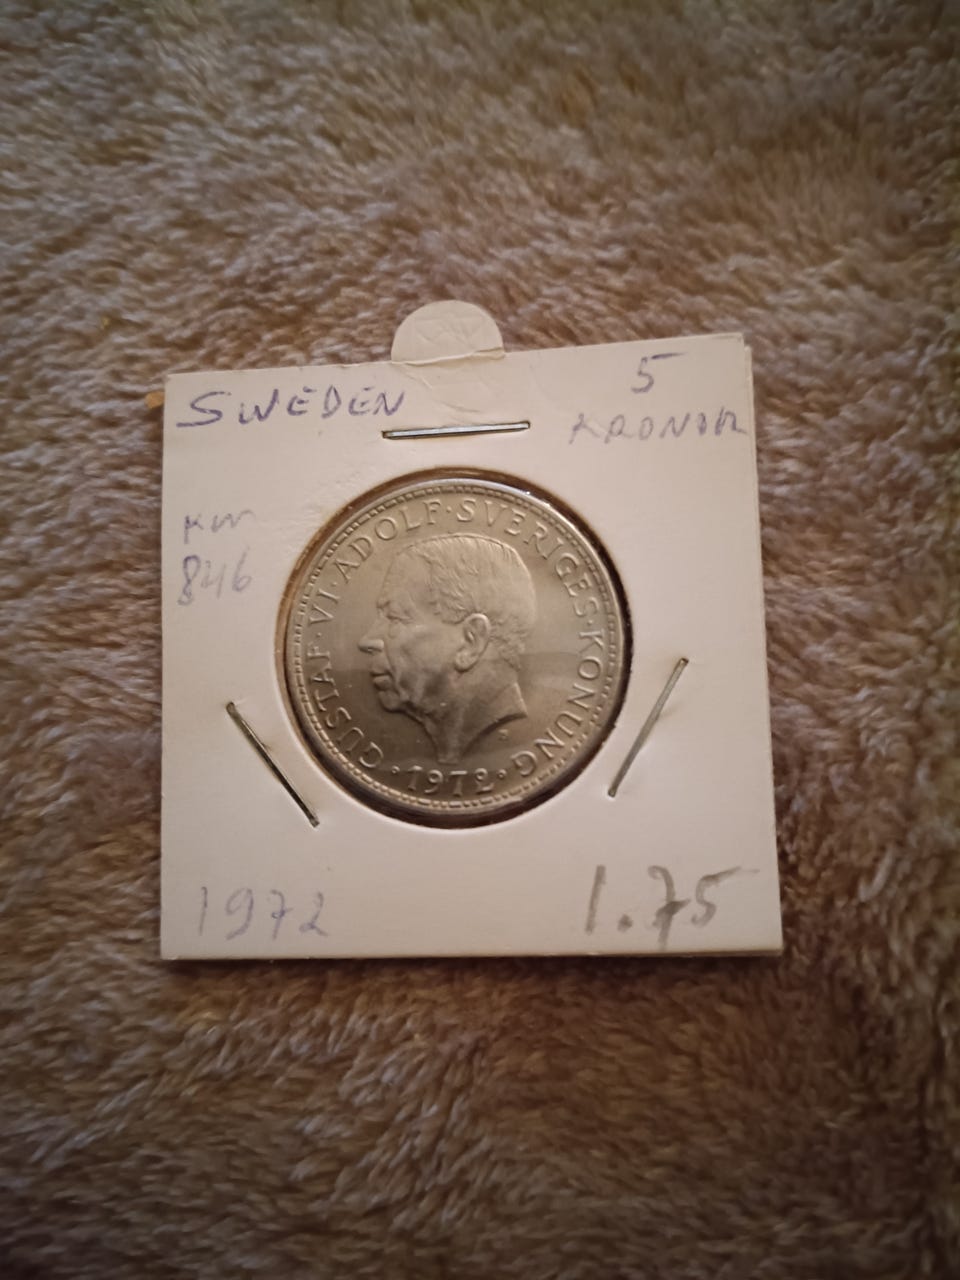 SWEDEN
5
KRONOR
KM
846
GUSTAF·VI·ADOLF·SVERIGES·KONUNG
·1972·
1972
1.75